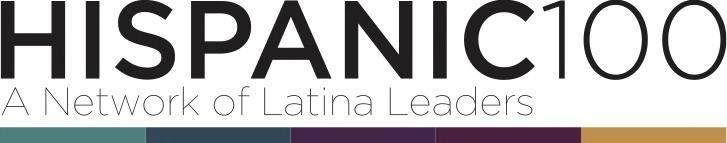 HISPANIC100
A Network of Latina Leaders